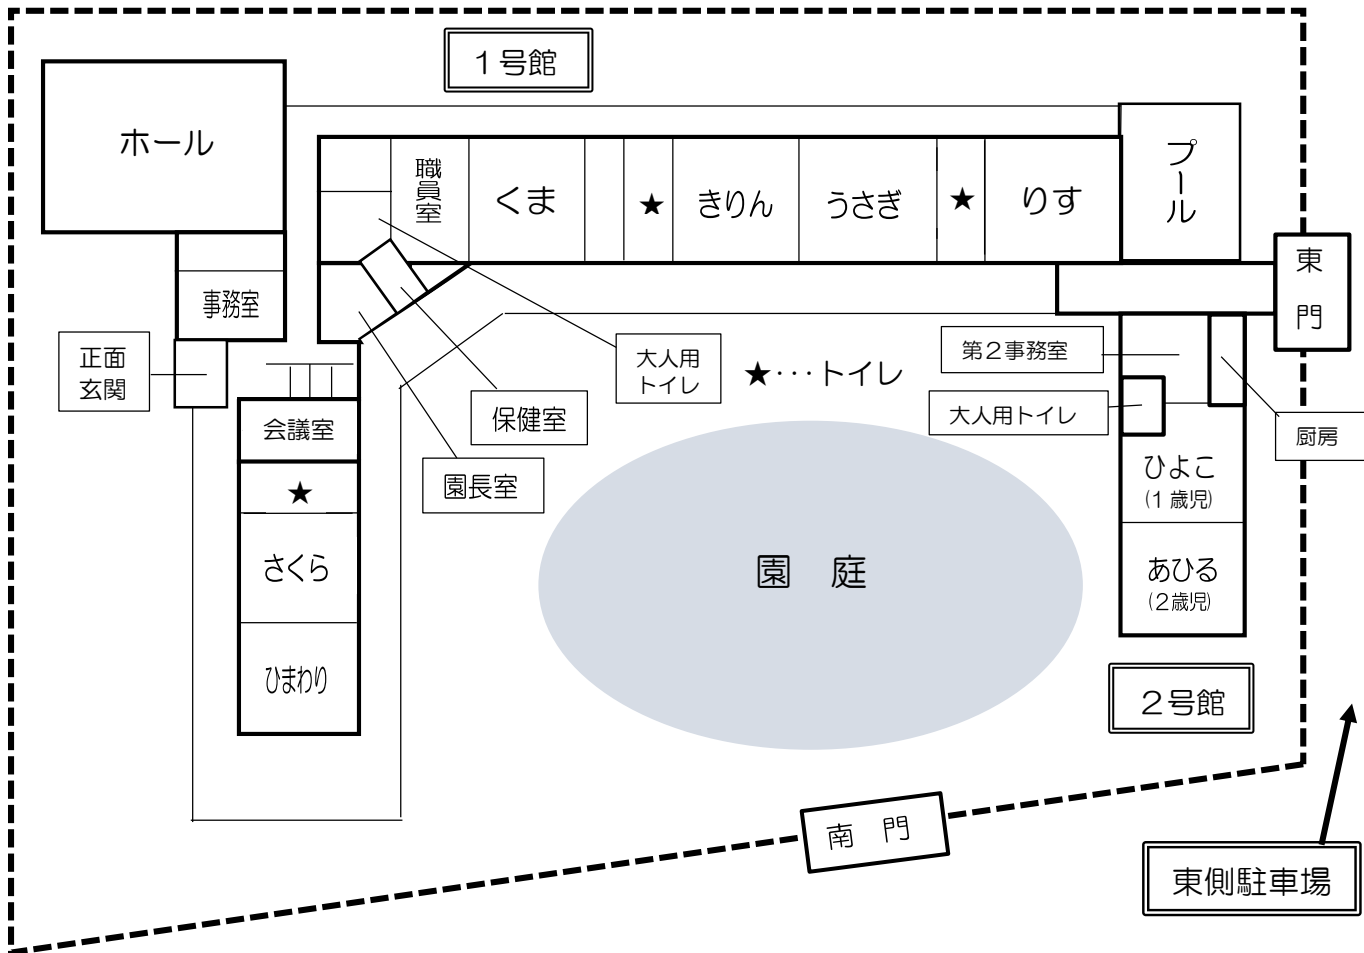 １号館
ホール
職員室
くま
★
きりん
うさぎ
★
りす
プール
東門
事務室
正面
玄関
大人用
トイレ
★･･･トイレ
第２事務室
大人用トイレ
厨房
保健室
園長室
会議室
★
さくら
ひまわり
園　庭
ひよこ
(１歳児)
あひる
(２歳児)
２号館
南　門
東側駐車場